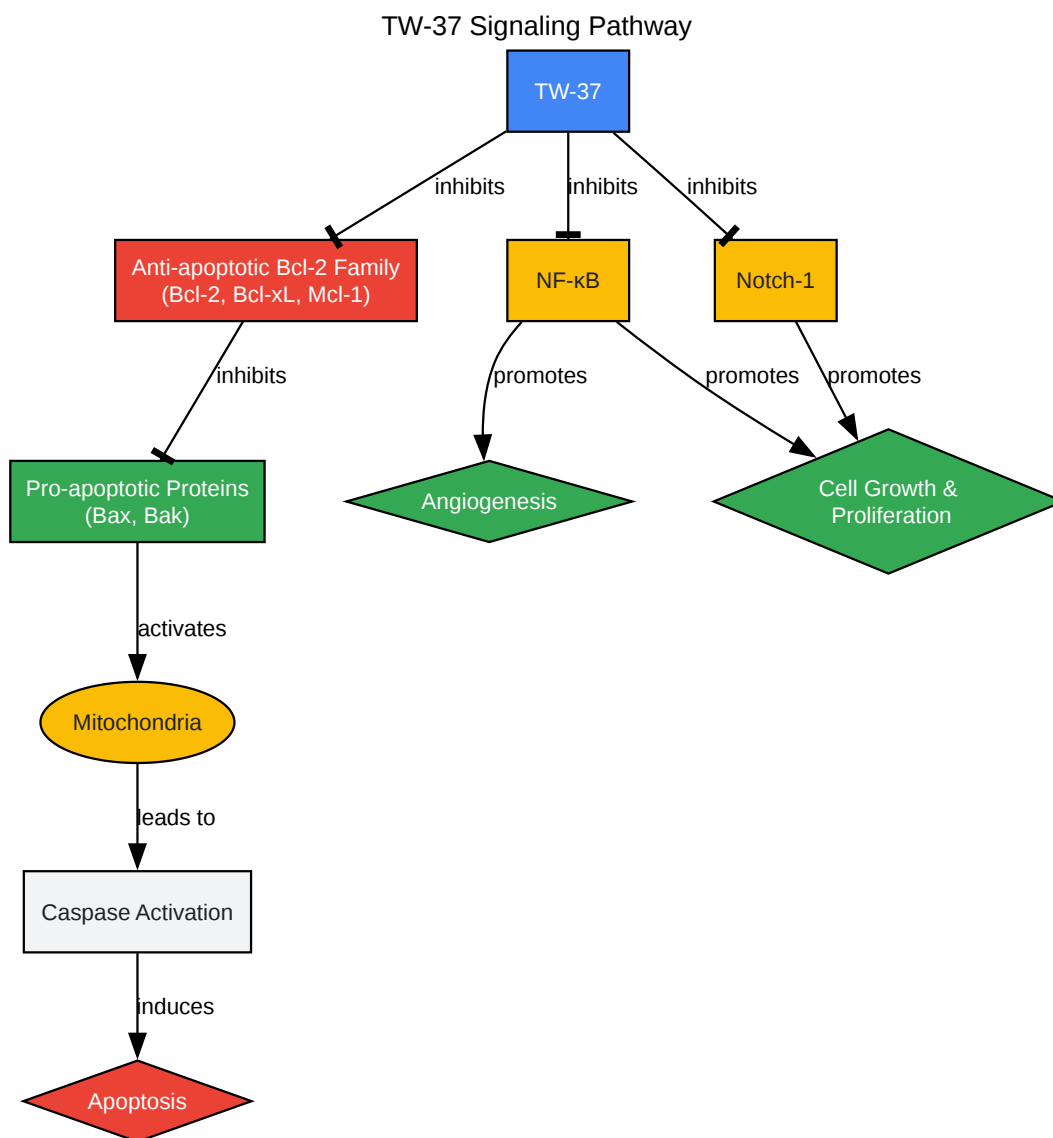 TW-37 Signaling Pathway
TW-37
inhibits
inhibits
inhibits
Anti-apoptotic Bcl-2 Family
(Bcl-2, Bcl-xL, Mcl-1)
NF-κB
Notch-1
inhibits
promotes
promotes
promotes
Pro-apoptotic Proteins
(Bax, Bak)
Angiogenesis
Cell Growth &
Proliferation
activates
Mitochondria
leads to
Caspase Activation
induces
Apoptosis